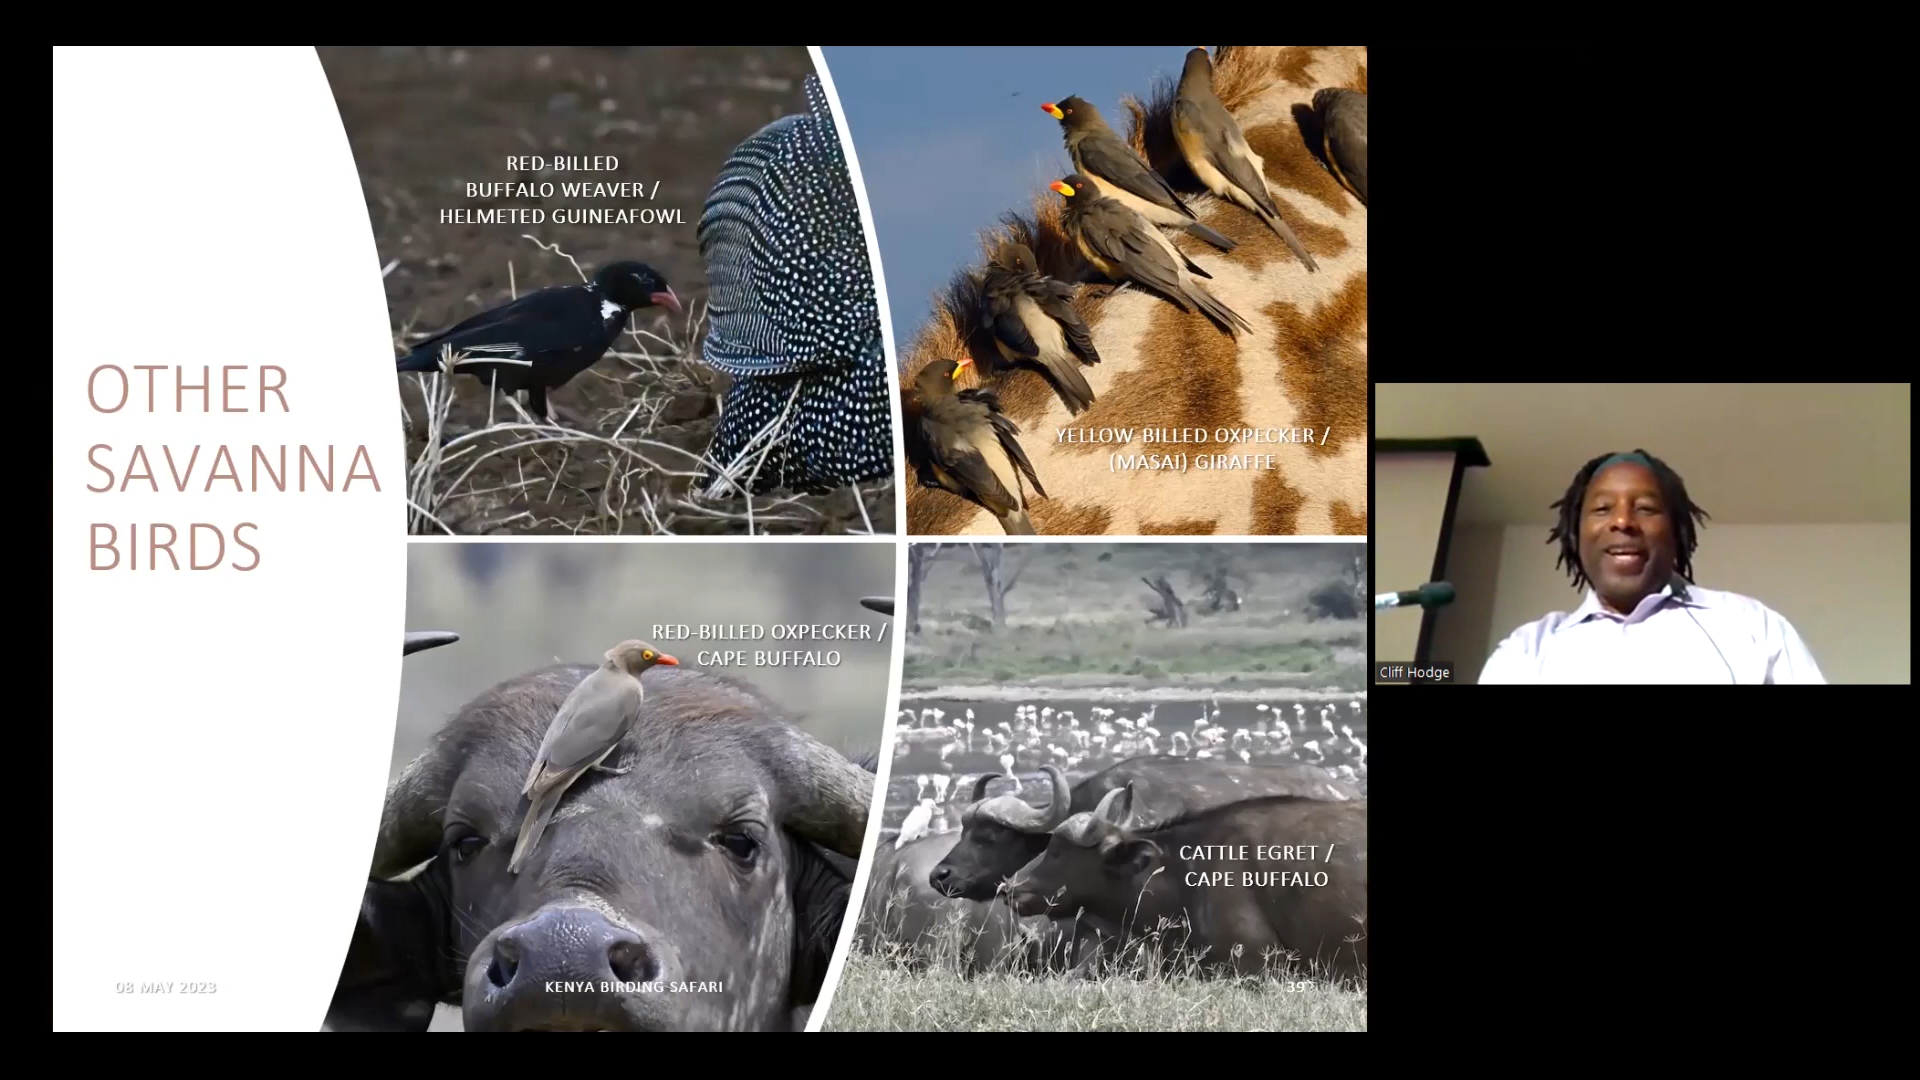 OTHER
SAVANNA
BIRDS
RED-BILLED
BUFFALO WEAVER /
HELMETED GUINEAFOWL
YELLOW-BILLED OXPECKER /
(MASAI) GIRAFFE
RED-BILLED OXPECKER /
CAPE BUFFALO
CATTLE EGRET /
CAPE BUFFALO
08 MAY 2023
KENYA BIRDING SAFARI
39
Cliff Hodge